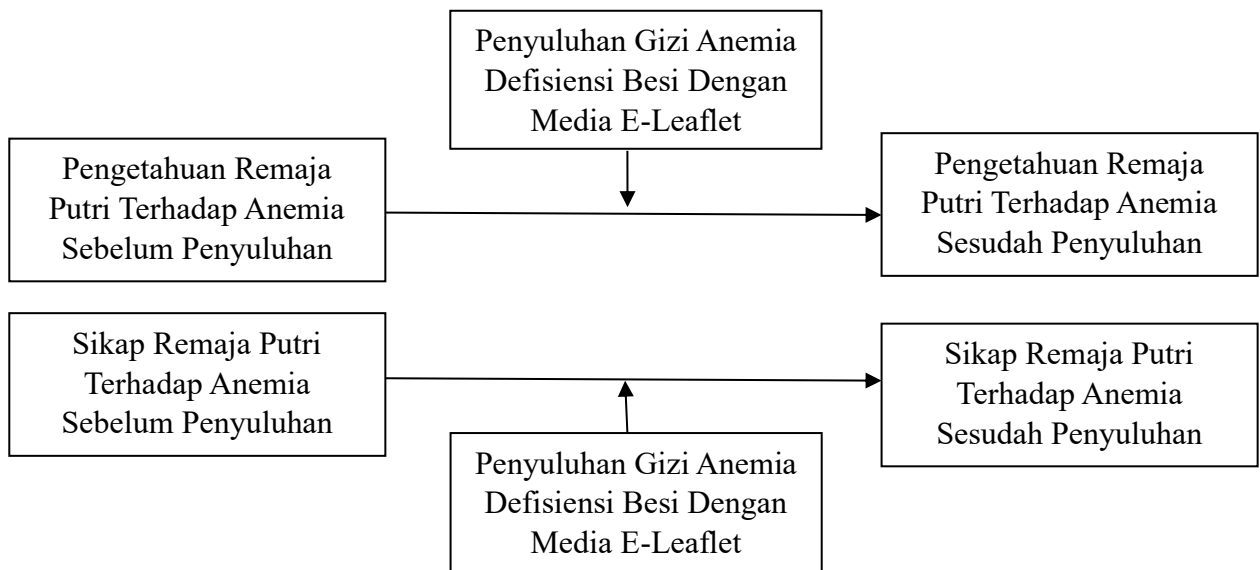 Penyuluhan Gizi Anemia
Defisiensi Besi Dengan
Media E-Leaflet
Pengetahuan Remaja
Putri Terhadap Anemia
Sebelum Penyuluhan
Pengetahuan Remaja
Putri Terhadap Anemia
Sesudah Penyuluhan
Sikap Remaja Putri
Terhadap Anemia
Sebelum Penyuluhan
Sikap Remaja Putri
Terhadap Anemia
Sesudah Penyuluhan
Penyuluhan Gizi Anemia
Defisiensi Besi Dengan
Media E-Leaflet